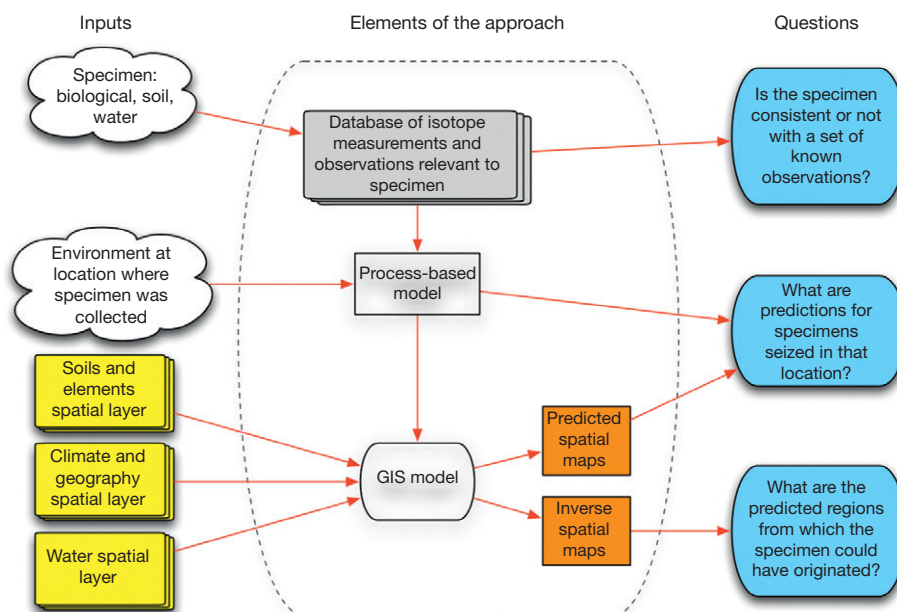 Inputs
Elements of the approach
Questions
Specimen:
biological, soil,
water
Database of isotope
measurements and
observations relevant to
specimen
Is the specimen
consistent or not
with a set of
known
observations?
Environment at
location where
specimen was
collected
Process-based
model
What are
predictions for
specimens
seized in that
location?
Soils and
elements
spatial layer
Climate and
geography
spatial layer
Water spatial
layer
GIS model
Predicted
spatial
maps
Inverse
spatial
maps
What are the
predicted regions
from which the
specimen could
have originated?